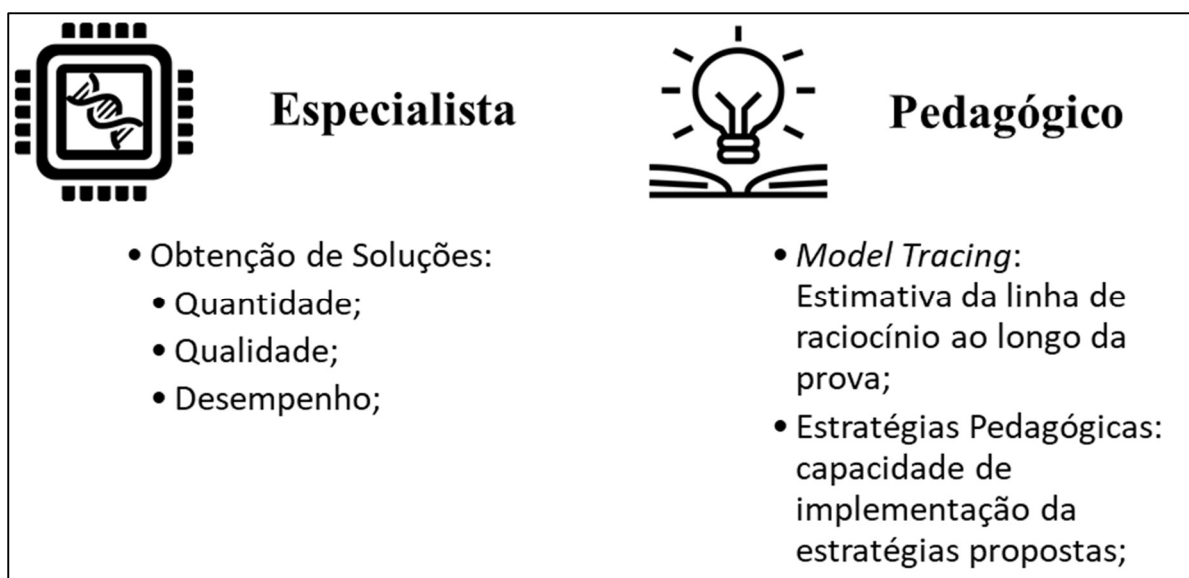 Especialista
• Obtenção de Soluções:
• Quantidade;
• Qualidade;
• Desempenho;
Pedagógico
• Model Tracing:
Estimativa da linha de
raciocínio ao longo da
prova;
• Estratégias Pedagógicas:
capacidade de
implementação da
estratégias propostas;